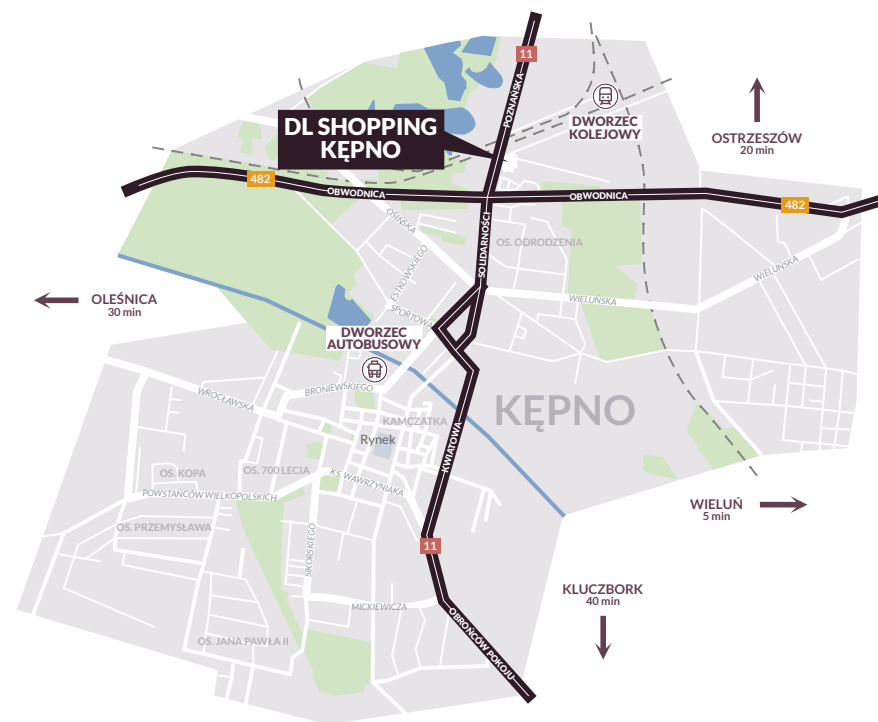 11
POZNAŃSKA
DWORZEC
KOLEJOWY
OSTRZESZÓW
20 min
DL SHOPPING
KĘPNO
482
OBWODNICA
OBWODNICA
482
OSIŃSKA
SOLIDARNOŚCI
OS. ODRODZENIA
ESTKOWSKIEGO
WIELUŃSKA
WIELUŃSKA
OLEŚNICA
30 min
SPORTOWA
DWORZEC
AUTOBUSOWY
BRONIEWSKIEGO
WROCŁAWSKA
KAMCZATKA
KĘPNO
Rynek
KWIATOWA
OS. KOPA
OS. 700 LECIA
KS. WAWRZYNIAKA
POWSTAŃCÓW WIELKOPOLSKICH
WIELUŃ
5 min
OS. PRZEMYSŁAWA
SIKORSKIEGO
11
KLUCZBORK
40 min
MICKIEWICZA
OBROŃCÓW POKOJU
OS. JANA PAWŁA II